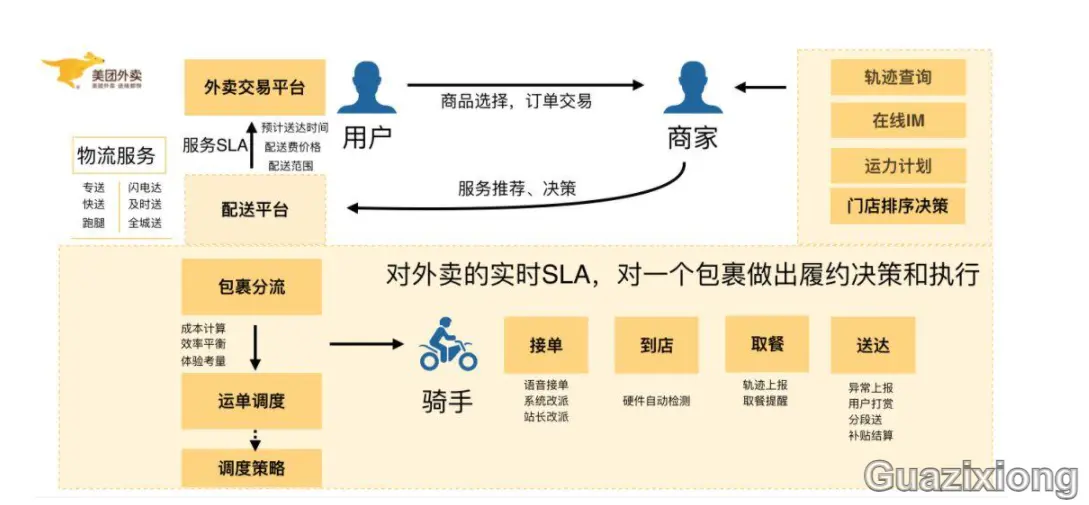 美团外卖
美团外卖 送啥都快
外卖交易平台
用户
商品选择，订单交易
商家
轨迹查询
在线IM
运力计划
门店排序决策
物流服务
专送 闪电达
快送 及时送
跑腿 全城送
服务SLA
预计送达时间
配送费价格
配送范围
配送平台
服务推荐、决策
对外卖的实时SLA，对一个包裹做出履约决策和执行
包裹分流
成本计算
效率平衡
体验考量
运单调度
调度策略
骑手
接单
语音接单
系统改派
站长改派
到店
硬件自动检测
取餐
轨迹上报
取餐提醒
送达
异常上报
用户打赏
分段送
补贴结算
Guazixiong